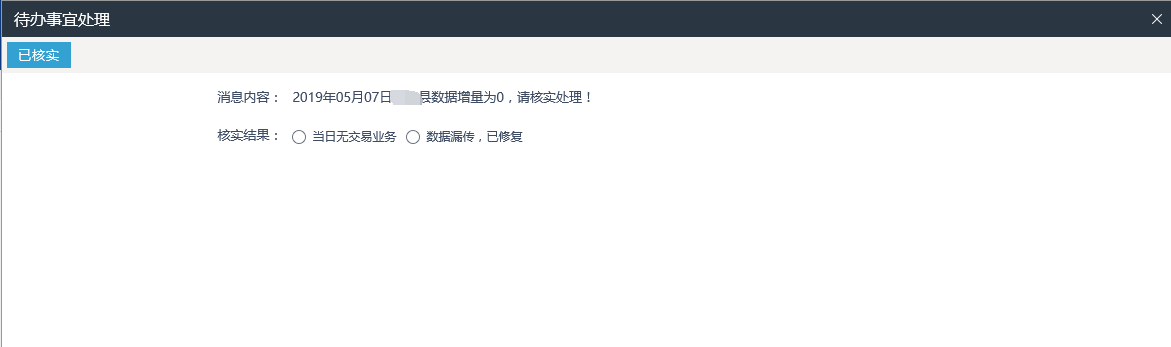 待办事宜处理
已核实
消息内容： 2019年05月07日 县数据增量为0，请核实处理！
核实结果： 当日无交易业务 数据漏传，已修复